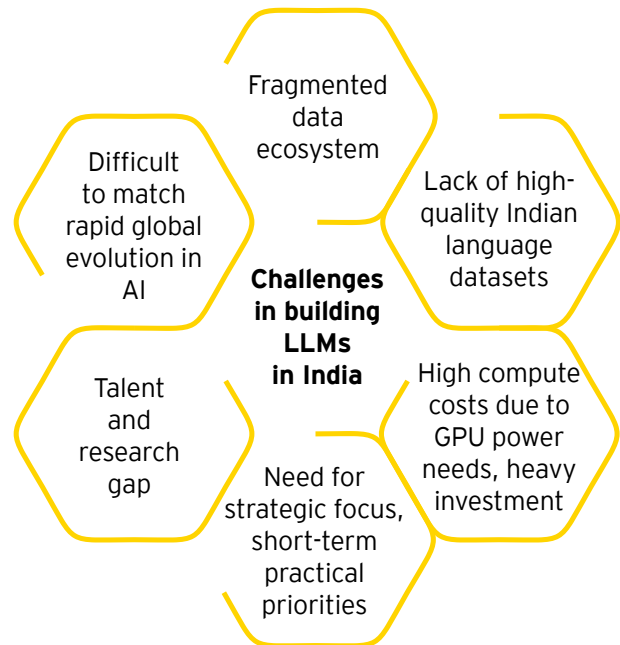 Fragmented
data
ecosystem
Lack of high-
quality Indian
language
datasets
High compute
costs due to
GPU power
needs, heavy
investment
Need for
strategic focus,
short-term
practical
priorities
Talent
and
research
gap
Difficult
to match
rapid global
evolution in
AI
Challenges
in building
LLMs
in India